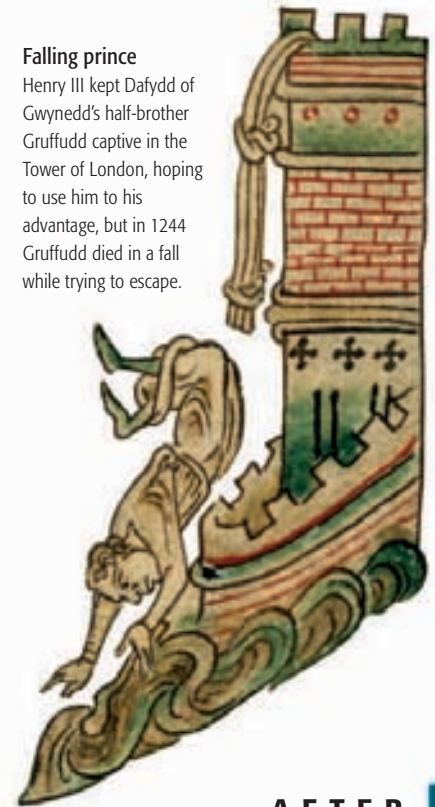 Falling prince
Henry III kept Dafydd of
Gwynedd's half-brother
Gruffudd captive in the
Tower of London, hoping
to use him to his
advantage, but in 1244
Gruffudd died in a fall
while trying to escape.
AFTER